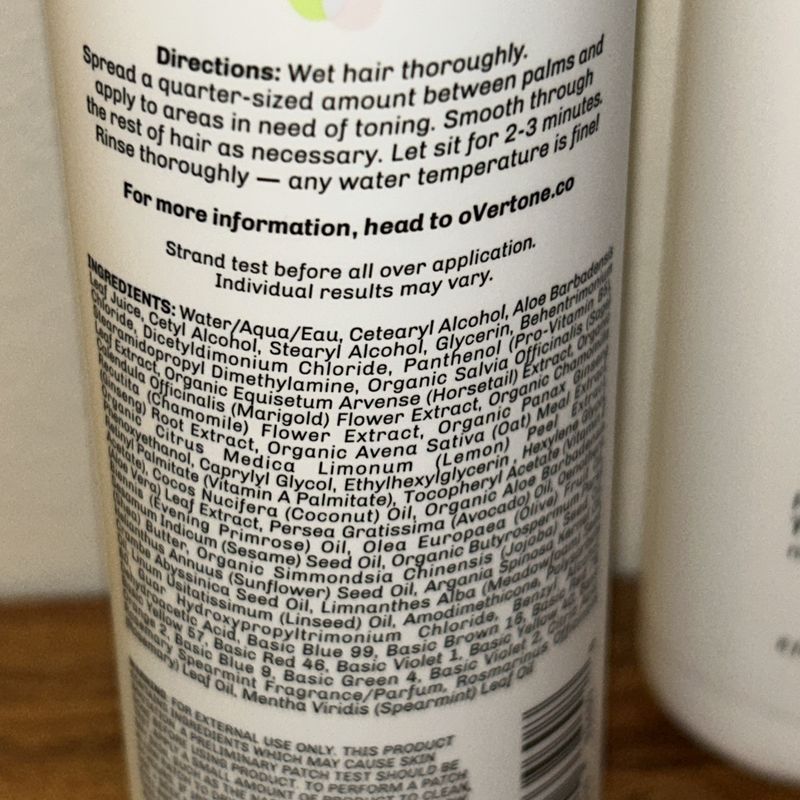 Directions: Wet hair thoroughly.
Spread a quarter-sized amount between palms and
apply to areas in need of toning. Smooth through
the rest of hair as necessary. Let sit for 2-3 minutes.
Rinse thoroughly — any water temperature is fine!
For more information, head to oVertone.co
Strand test before all over application.
Individual results may vary.
INGREDIENTS: Water/Aqua/Eau, Cetearyl Alcohol, Aloe Barbadensis
Leaf Juice, Cetyl Alcohol, Stearyl Alcohol, Glycerin, Behentrimonium
Chloride, Dicetyldimonium Chloride, Panthenol (Pro-Vitamin B5),
Stearamidopropyl Dimethylamine, Organic Salvia Officinalis (Sage)
Leaf Extract, Organic Equisetum Arvense (Horsetail) Extract, Organic
Calendula Officinalis (Marigold) Flower Extract, Organic Chamomilla
Recutita (Chamomile) Flower Extract, Organic Panax Ginseng
(Ginseng) Root Extract, Organic Avena Sativa (Oat) Meal Extract,
Organic Citrus Medica Limonum (Lemon) Peel Extract,
Phenoxyethanol, Caprylyl Glycol, Ethylhexylglycerin, Hexylene Glycol,
Retinyl Palmitate (Vitamin A Palmitate), Tocopheryl Acetate (Vitamin
Acetate), Cocos Nucifera (Coconut) Oil, Organic Aloe Barbadensis
(Aloe Vera) Leaf Extract, Persea Gratissima (Avocado) Oil,
Biennis (Evening Primrose) Oil, Olea Europaea (Olive) Fruit
Sesamum Indicum (Sesame) Seed Oil, Organic Butyrospermum
Butter, Organic Simmondsia Chinensis (Jojoba) Seed
Annuus (Sunflower) Seed Oil, Argania Spinosa Kernel
Abyssinica Seed Oil, Limnanthes Alba (Meadowfoam)
Linum Usitatissimum (Linseed) Oil, Amodimethicone,
Guar Hydroxypropyltrimonium Chloride, Benzyl
Acid, Basic Blue 99, Basic Brown 16, Basic
Yellow 57, Basic Red 46, Basic Violet 1, Basic Yellow
2, Basic Blue 9, Basic Green 4, Basic Violet 2,
Spearmint Fragrance/Parfum, Rosmarinus
(Rosemary) Leaf Oil, Mentha Viridis (Spearmint) Leaf Oil
FOR EXTERNAL USE ONLY. THIS PRODUCT
INGREDIENTS WHICH MAY CAUSE SKIN
PRELIMINARY PATCH TEST SHOULD BE
USING PRODUCT. TO PERFORM A PATCH
A SMALL AMOUNT OF PRODUCT TO CLEAN,